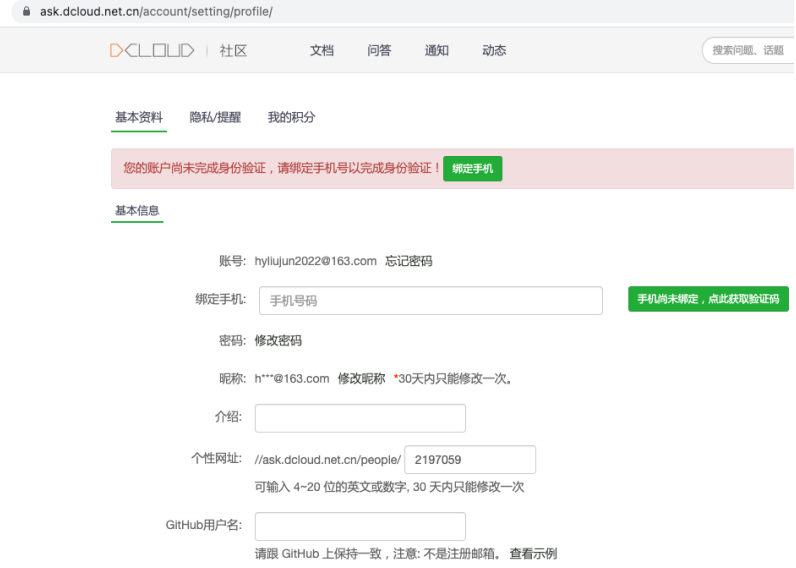 ask.dcloud.net.cn/account/setting/profile/
DCLOUD 社区 文档 问答 通知 动态 搜索问题、话题
基本资料 隐私/提醒 我的积分
您的账户尚未完成身份验证，请绑定手机号以完成身份验证！ 绑定手机
基本信息
账号: hyliujun2022@163.com 忘记密码
绑定手机: 手机号码 手机尚未绑定，点此获取验证码
密码: 修改密码
昵称: h***@163.com 修改昵称 *30天内只能修改一次。
介绍:
个性网址: //ask.dcloud.net.cn/people/ 2197059
可输入 4~20 位的英文或数字, 30 天内只能修改一次
GitHub用户名:
请跟 GitHub 上保持一致，注意: 不是注册邮箱。 查看示例